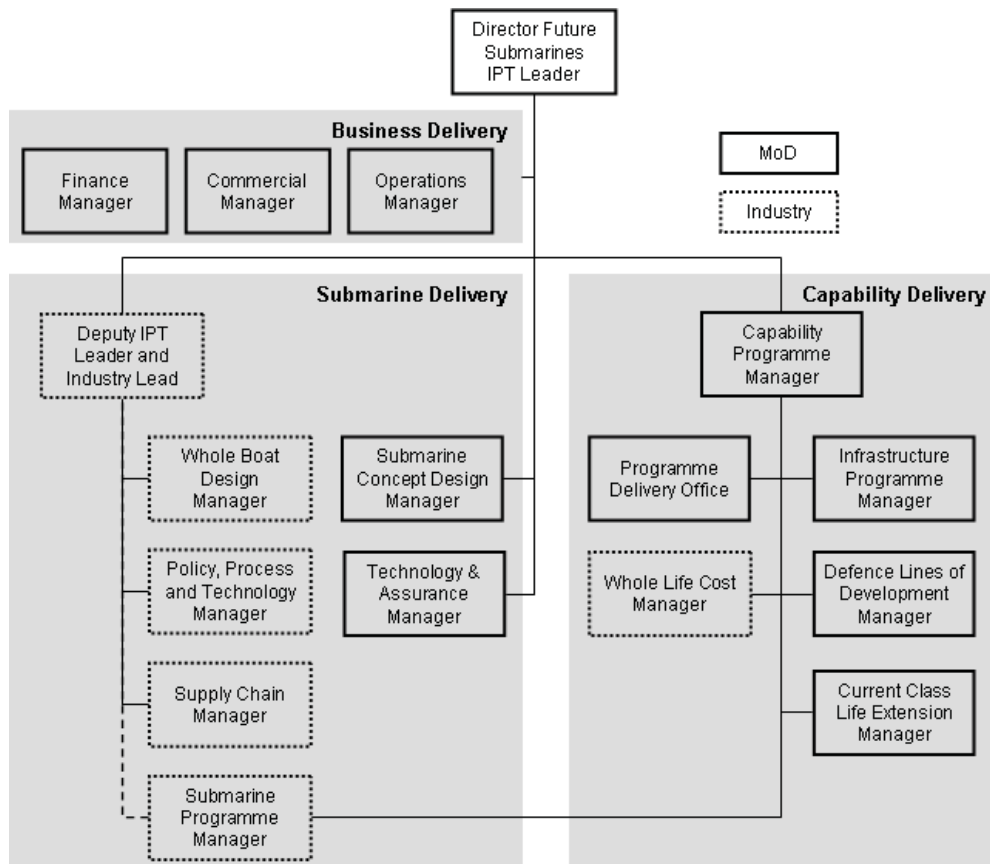 Director Future
Submarines
IPT Leader
Business Delivery
Finance
Manager
Commercial
Manager
Operations
Manager
MoD
Industry
Submarine Delivery
Deputy IPT
Leader and
Industry Lead
Whole Boat
Design
Manager
Submarine
Concept Design
Manager
Policy, Process
and Technology
Manager
Technology &
Assurance
Manager
Supply Chain
Manager
Submarine
Programme
Manager
Capability Delivery
Capability
Programme
Manager
Programme
Delivery Office
Infrastructure
Programme
Manager
Whole Life Cost
Manager
Defence Lines of
Development
Manager
Current Class
Life Extension
Manager